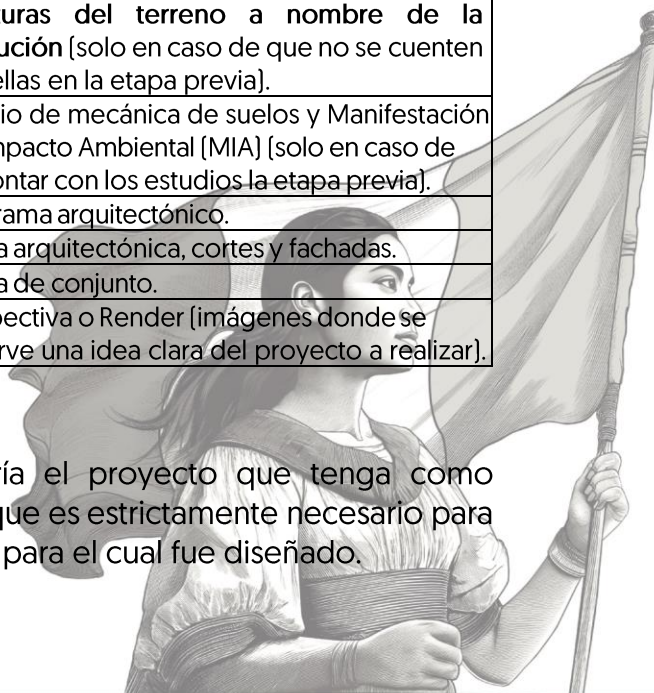 turas del terreno a nombre de la
ución (solo en caso de que no se cuenten
ellas en la etapa previa).
io de mecánica de suelos y Manifestación
mpacto Ambiental (MIA) (solo en caso de
ontar con los estudios la etapa previa).
rama arquitectónico.
a arquitectónica, cortes y fachadas.
a de conjunto.
pectiva o Render (imágenes donde se
rve una idea clara del proyecto a realizar).
ría el proyecto que tenga como
que es estrictamente necesario para
para el cual fue diseñado.